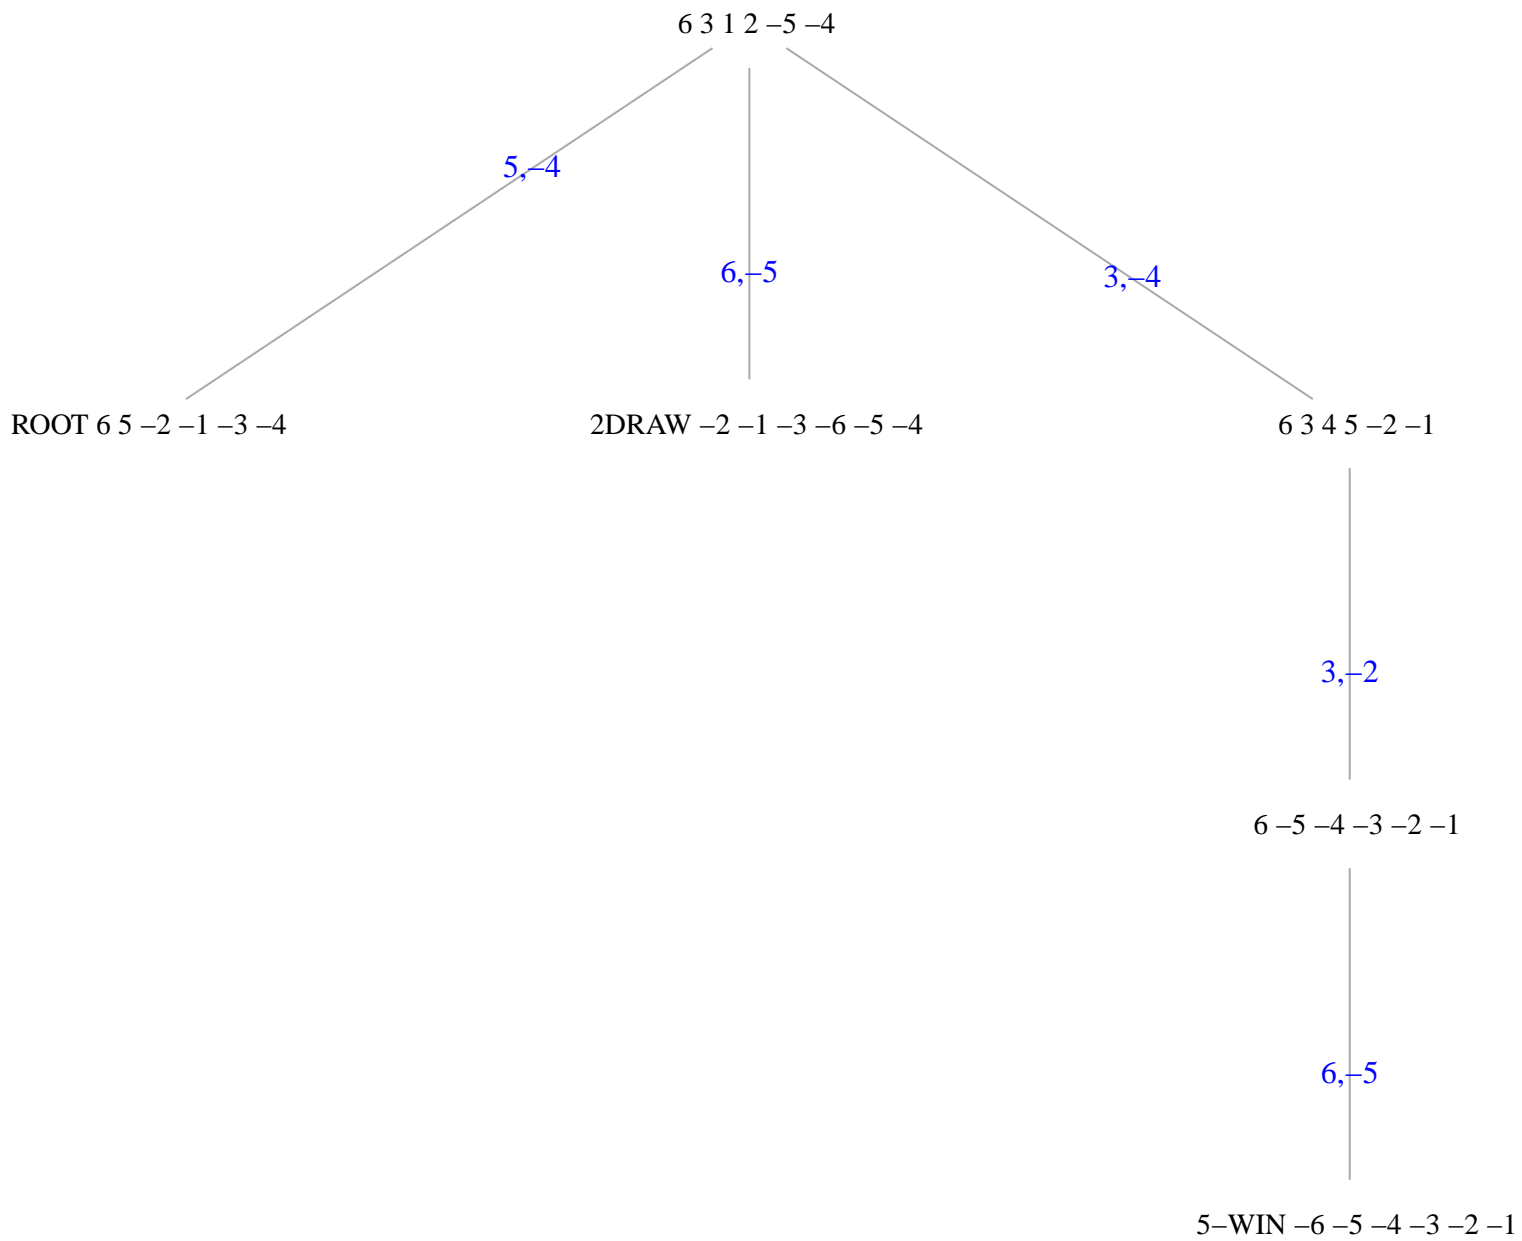 6 3 1 2 –5 –4
5,–4
6,–5
3,–4
ROOT 6 5 –2 –1 –3 –4
2DRAW –2 –1 –3 –6 –5 –4
6 3 4 5 –2 –1
3,–2
6 –5 –4 –3 –2 –1
6,–5
5–WIN –6 –5 –4 –3 –2 –1